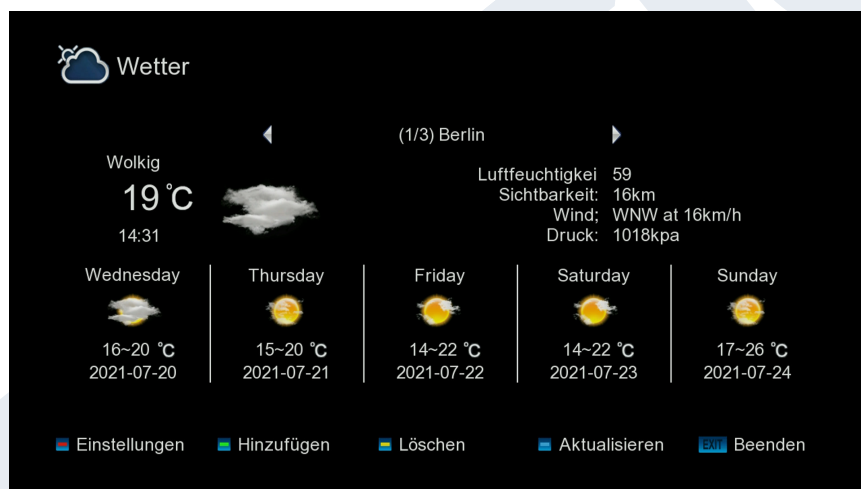 Wetter
(1/3) Berlin
Wolkig
19 °C
14:31
Luftfeuchtigkei 59
Sichtbarkeit: 16km
Wind; WNW at 16km/h
Druck: 1018kpa
Wednesday Thursday Friday Saturday Sunday
16~20 °C 15~20 °C 14~22 °C 14~22 °C 17~26 °C
2021-07-20 2021-07-21 2021-07-22 2021-07-23 2021-07-24
Einstellungen Hinzufügen Löschen Aktualisieren EXIT Beenden